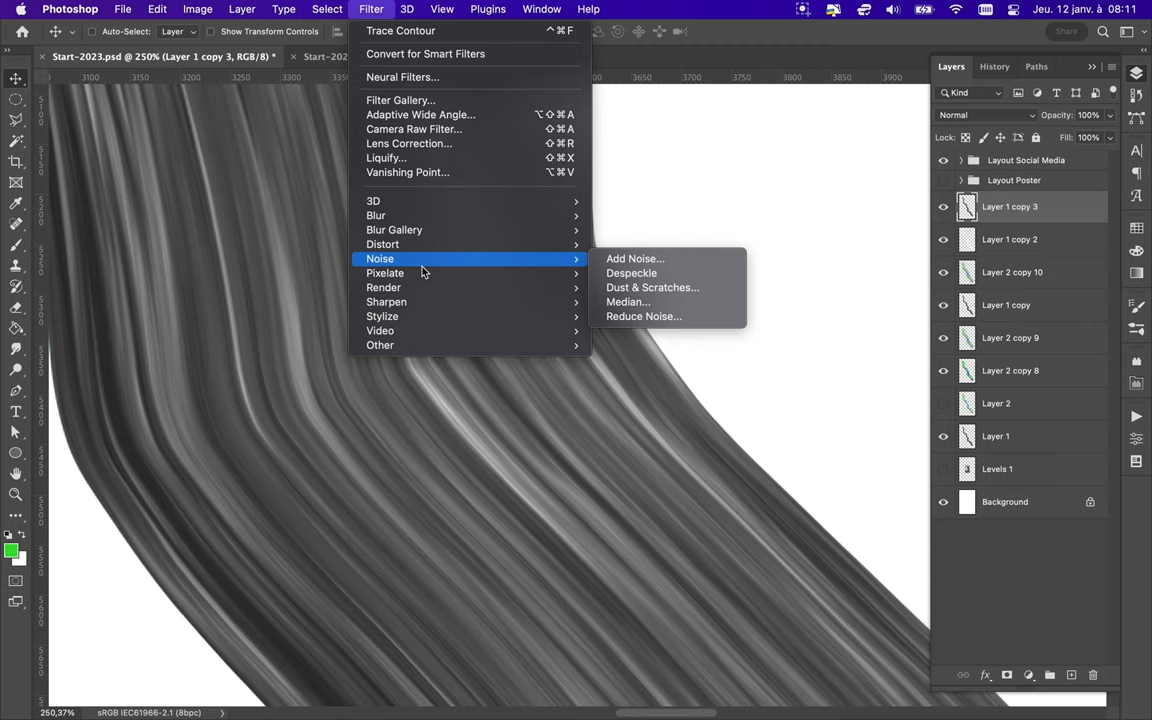 Photoshop File Edit Image Layer Type Select Filter 3D View Plugins Window Help Jeu. 12 janv. à 08:11
Auto-Select: Layer Show Transform Controls Share
Start-2023.psd @ 250% (Layer 1 copy 3, RGB/8) * Start-202
3100 3150 3200 3250 3300 3650 3700 3750 3800 3850 3900
Trace Contour ^⌘F
Convert for Smart Filters
Neural Filters...
Filter Gallery...
Adaptive Wide Angle... ⌥⇧⌘A
Camera Raw Filter... ⇧⌘A
Lens Correction... ⇧⌘R
Liquify... ⇧⌘X
Vanishing Point... ⌥⌘V
3D
Blur
Blur Gallery
Distort
Noise
Pixelate
Render
Sharpen
Stylize
Video
Other
Add Noise...
Despeckle
Dust & Scratches...
Median...
Reduce Noise...
Layers History Paths
Kind
Normal Opacity: 100%
Lock: Fill: 100%
Layout Social Media
Layout Poster
Layer 1 copy 3
Layer 1 copy 2
Layer 2 copy 10
Layer 1 copy
Layer 2 copy 9
Layer 2 copy 8
Layer 2
Layer 1
Levels 1
Background
250,37% sRGB IEC61966-2.1 (8bpc)